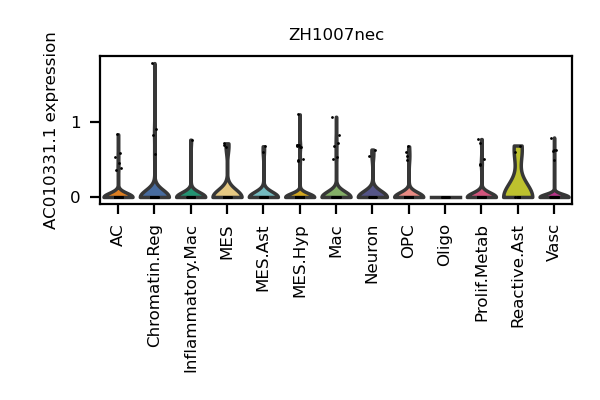 ZH1007nec
AC010331.1 expression
1
0
AC
Chromatin.Reg
Inflammatory.Mac
MES
MES.Ast
MES.Hyp
Mac
Neuron
OPC
Oligo
Prolif.Metab
Reactive.Ast
Vasc